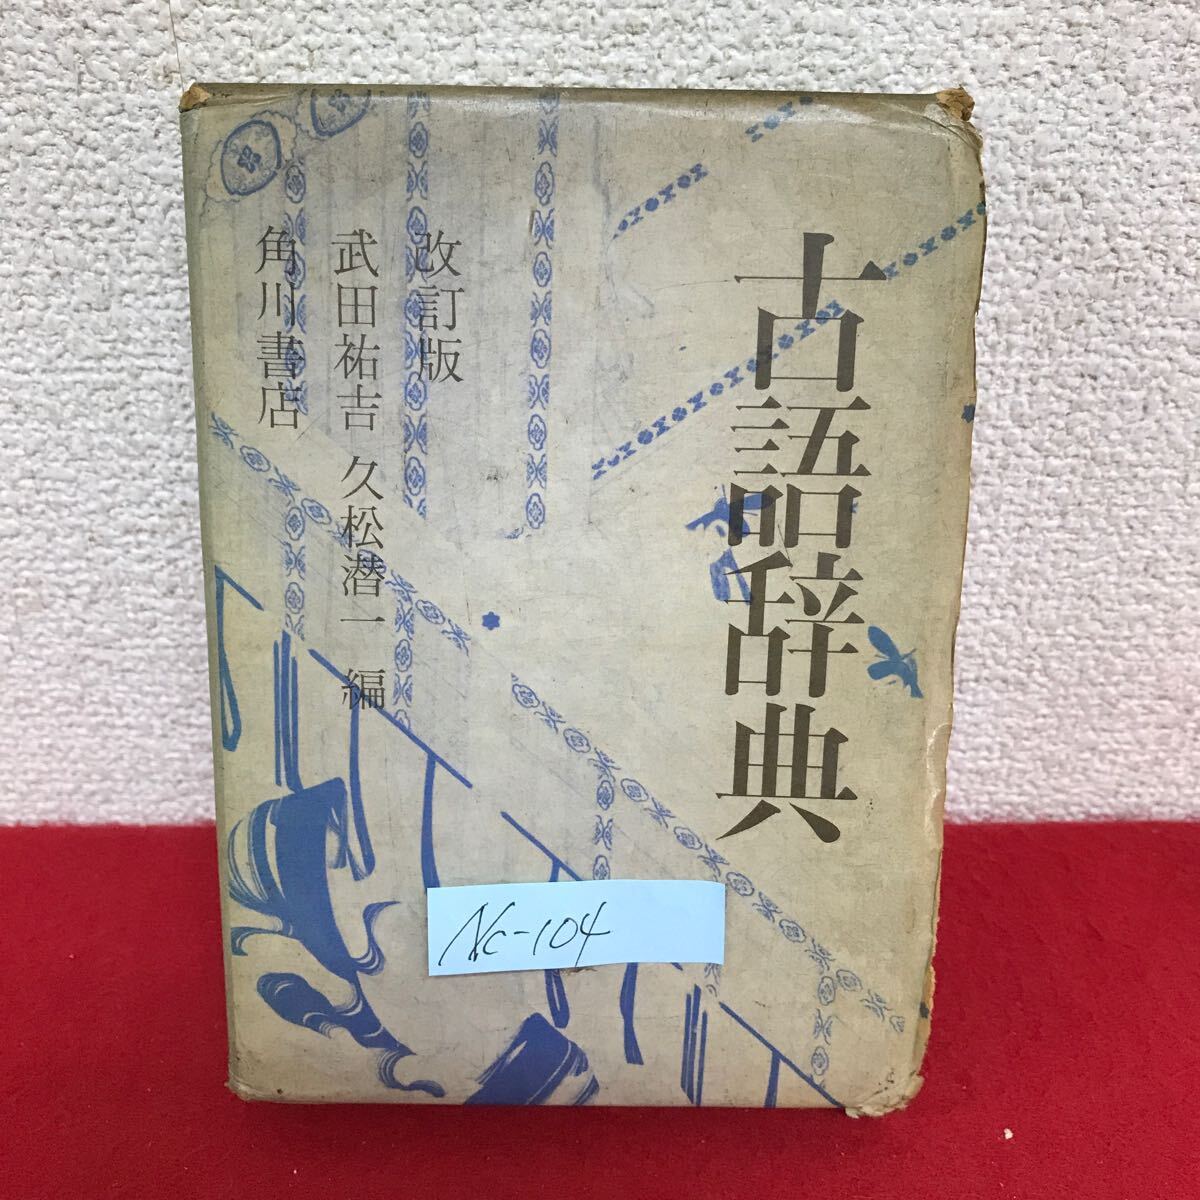 古語辞典
改訂版
武田祐吉 久松潜一 編
角川書店
Nc-104